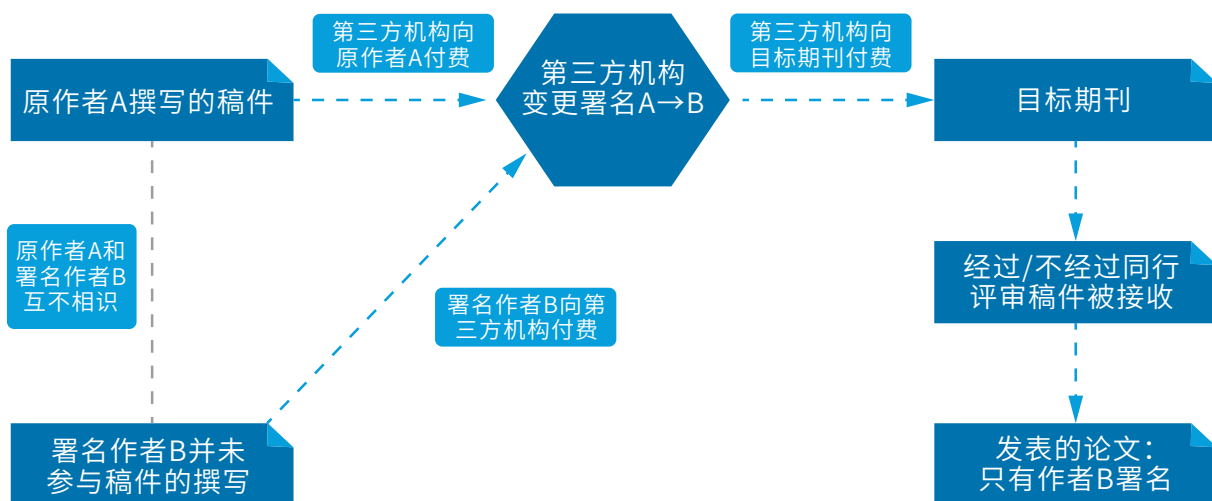 第三方机构向
原作者A付费
第三方机构向
目标期刊付费
原作者A撰写的稿件
第三方机构
变更署名A→B
目标期刊
原作者A和
署名作者B
互不相识
署名作者B向第
三方机构付费
经过/不经过同行
评审稿件被接收
署名作者B并未
参与稿件的撰写
发表的论文：
只有作者B署名